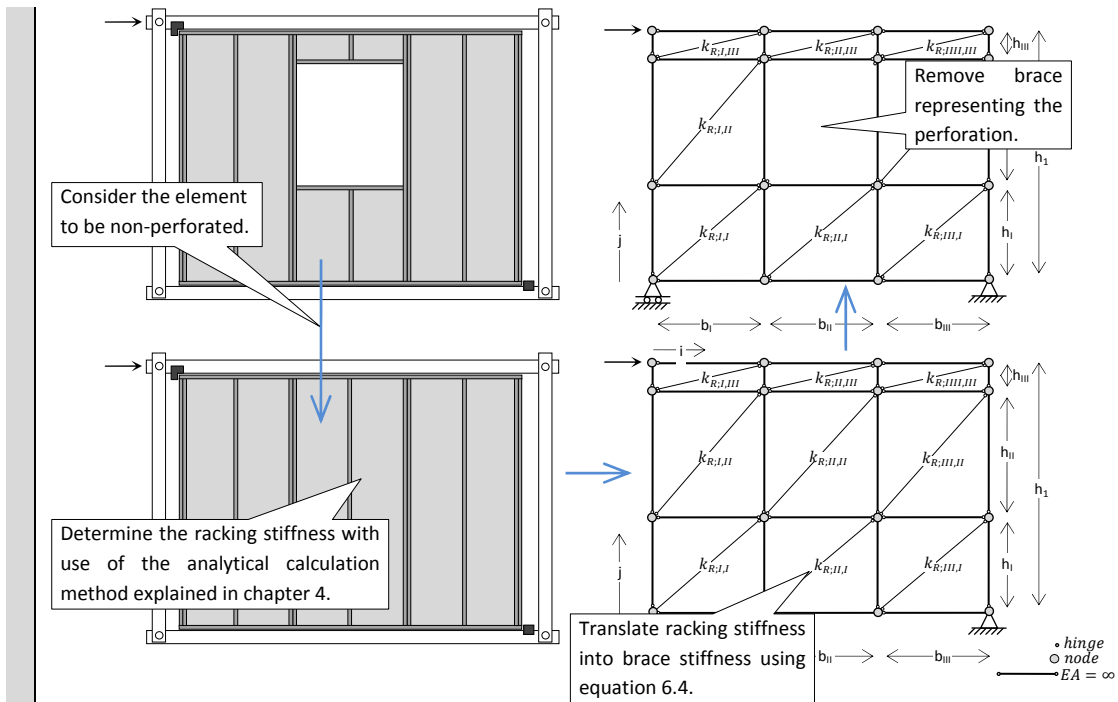 Consider the element
to be non-perforated.
Determine the racking stiffness with
use of the analytical calculation
method explained in chapter 4.
k_{R;I,III}
k_{R;II,III}
k_{R;IIII,III}
h_{III}
Remove brace
representing the
perforation.
k_{R;I,II}
h_1
k_{R;I,I}
k_{R;II,I}
k_{R;III,I}
h_I
j
b_I
b_{II}
b_{III}
i
k_{R;I,III}
k_{R;II,III}
k_{R;IIII,III}
h_{III}
k_{R;I,II}
k_{R;II,II}
k_{R;III,II}
h_{II}
h_1
k_{R;I,I}
k_{R;II,I}
k_{R;III,I}
h_I
j
Translate racking stiffness
into brace stiffness using
equation 6.4.
b_{II}
b_{III}
hinge
node
EA = ∞